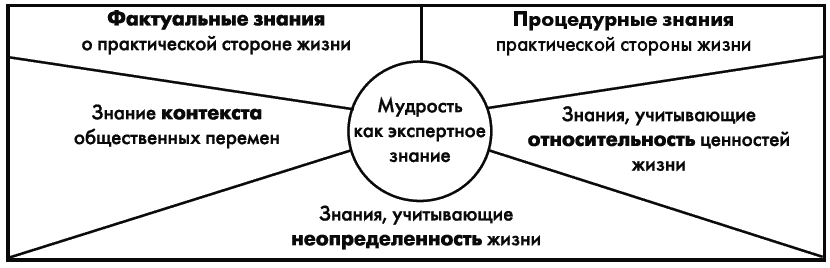 Фактуальные знания
о практической стороне жизни
Процедурные знания
практической стороны жизни
Знание контекста
общественных перемен
Мудрость
как экспертное
знание
Знания, учитывающие
относительность ценностей
жизни
Знания, учитывающие
неопределенность жизни